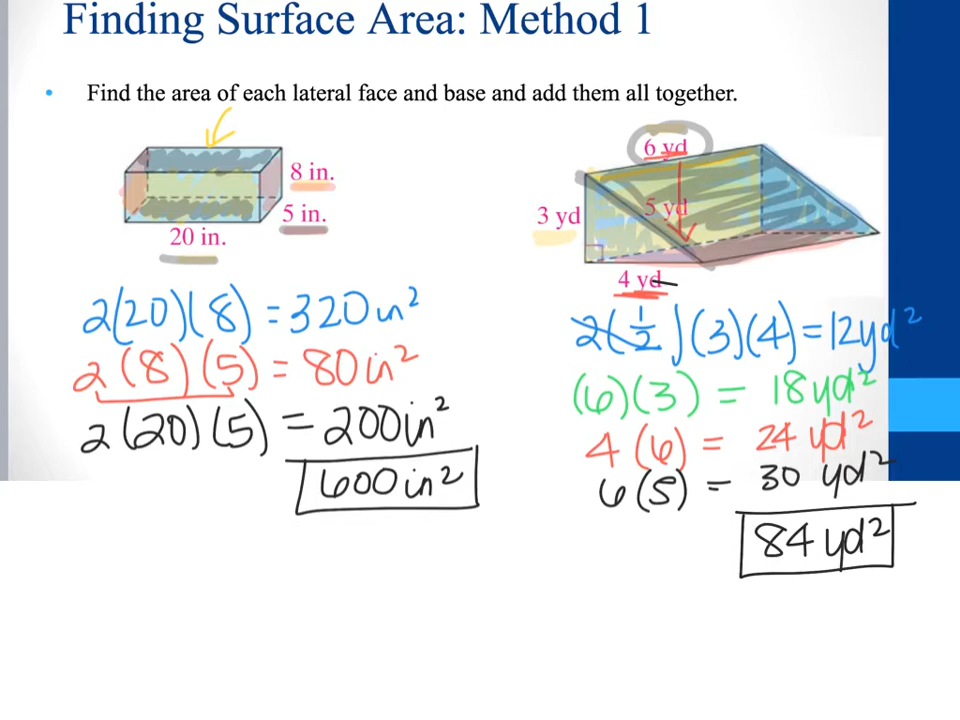 Finding Surface Area: Method 1
• Find the area of each lateral face and base and add them all together.
8 in.
5 in.
20 in.
2(20)(8) = 320 in²
2(8)(5) = 80 in²
2(20)(5) = 200 in²
600 in²
6 yd
5 yd
3 yd
4 yd
2(1/2)(3)(4) = 12 yd²
(6)(3) = 18 yd²
4(6) = 24 yd²
6(5) = 30 yd²
84 yd²